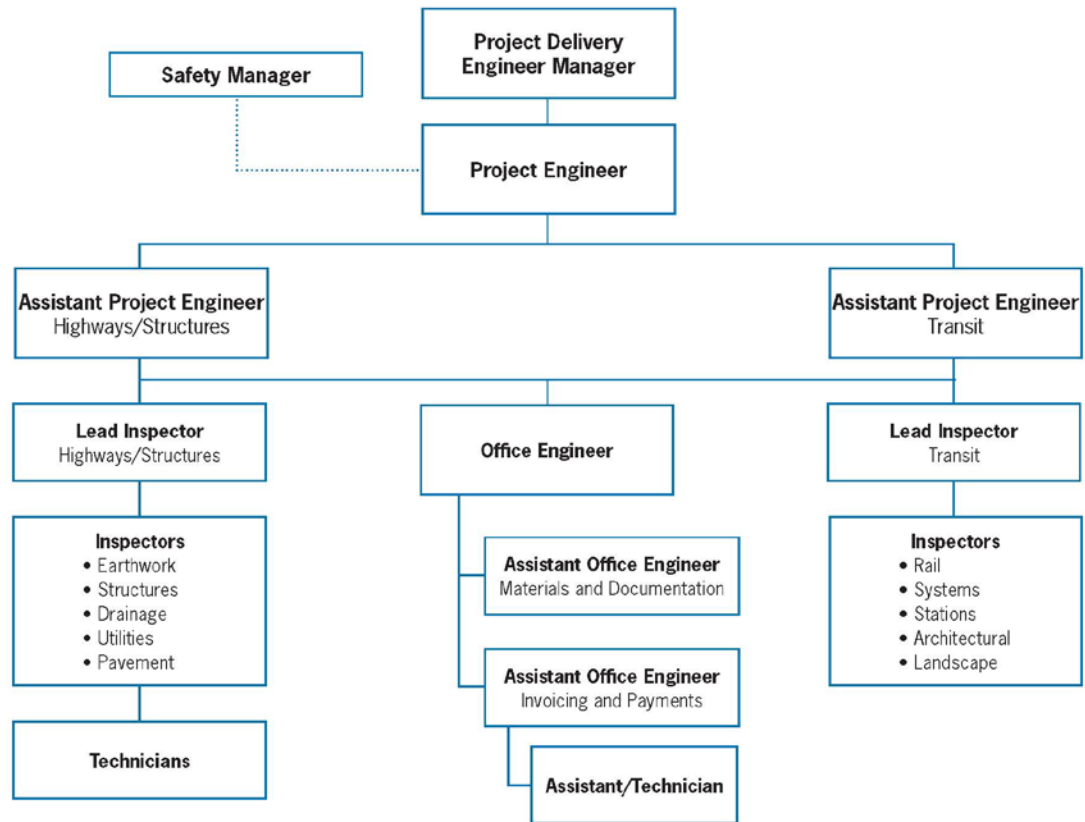 Project Delivery
Engineer Manager
Safety Manager
Project Engineer
Assistant Project Engineer
Highways/Structures
Assistant Project Engineer
Transit
Lead Inspector
Highways/Structures
Office Engineer
Lead Inspector
Transit
Inspectors
• Earthwork
• Structures
• Drainage
• Utilities
• Pavement
Assistant Office Engineer
Materials and Documentation
Inspectors
• Rail
• Systems
• Stations
• Architectural
• Landscape
Assistant Office Engineer
Invoicing and Payments
Technicians
Assistant/Technician